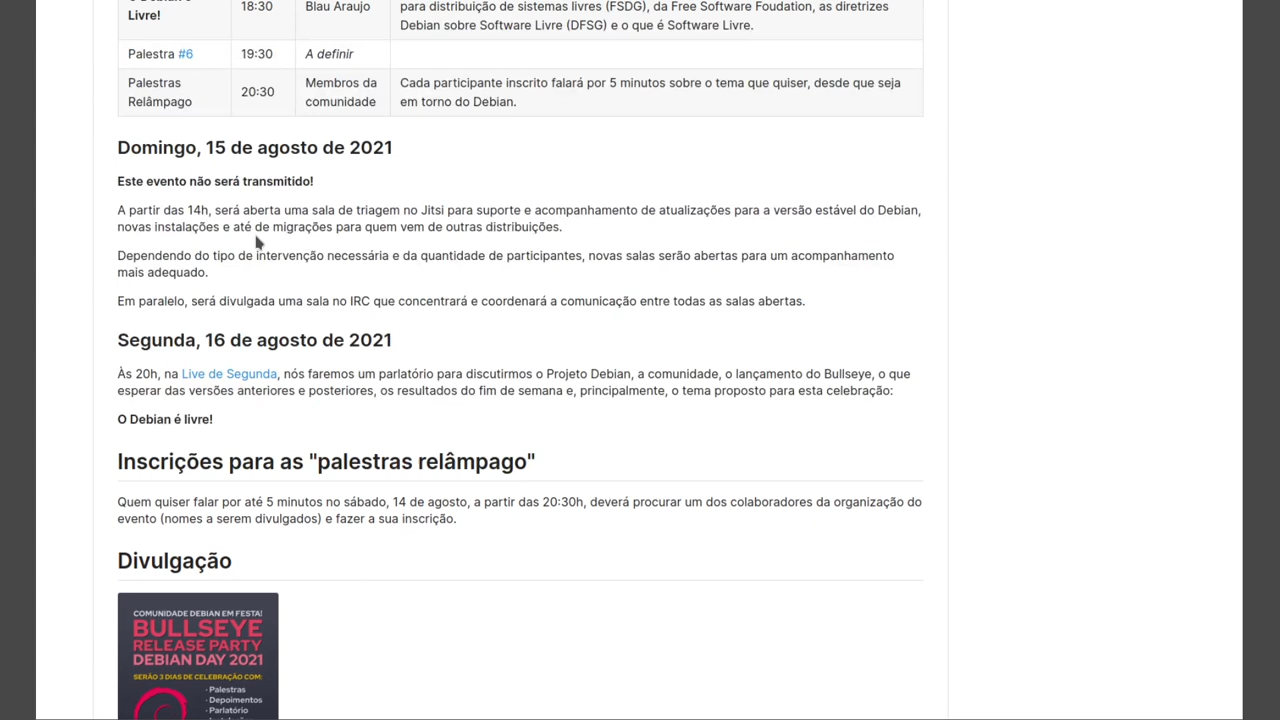 Livre!
18:30
Blau Araujo
para distribuição de sistemas livres (FSDG), da Free Software Foudation, as diretrizes
Debian sobre Software Livre (DFSG) e o que é Software Livre.
Palestra #6
19:30
A definir
Palestras
Relâmpago
20:30
Membros da
comunidade
Cada participante inscrito falará por 5 minutos sobre o tema que quiser, desde que seja
em torno do Debian.
Domingo, 15 de agosto de 2021
Este evento não será transmitido!
A partir das 14h, será aberta uma sala de triagem no Jitsi para suporte e acompanhamento de atualizações para a versão estável do Debian,
novas instalações e até de migrações para quem vem de outras distribuições.
Dependendo do tipo de intervenção necessária e da quantidade de participantes, novas salas serão abertas para um acompanhamento
mais adequado.
Em paralelo, será divulgada uma sala no IRC que concentrará e coordenará a comunicação entre todas as salas abertas.
Segunda, 16 de agosto de 2021
Às 20h, na Live de Segunda, nós faremos um parlatório para discutirmos o Projeto Debian, a comunidade, o lançamento do Bullseye, o que
esperar das versões anteriores e posteriores, os resultados do fim de semana e, principalmente, o tema proposto para esta celebração:
O Debian é livre!
Inscrições para as "palestras relâmpago"
Quem quiser falar por até 5 minutos no sábado, 14 de agosto, a partir das 20:30h, deverá procurar um dos colaboradores da organização do
evento (nomes a serem divulgados) e fazer a sua inscrição.
Divulgação
COMUNIDADE DEBIAN EM FESTA!
BULLSEYE
RELEASE PARTY
DEBIAN DAY 2021
SERÃO 3 DIAS DE CELEBRAÇÃO COM:
· Palestras
· Depoimentos
· Parlatório